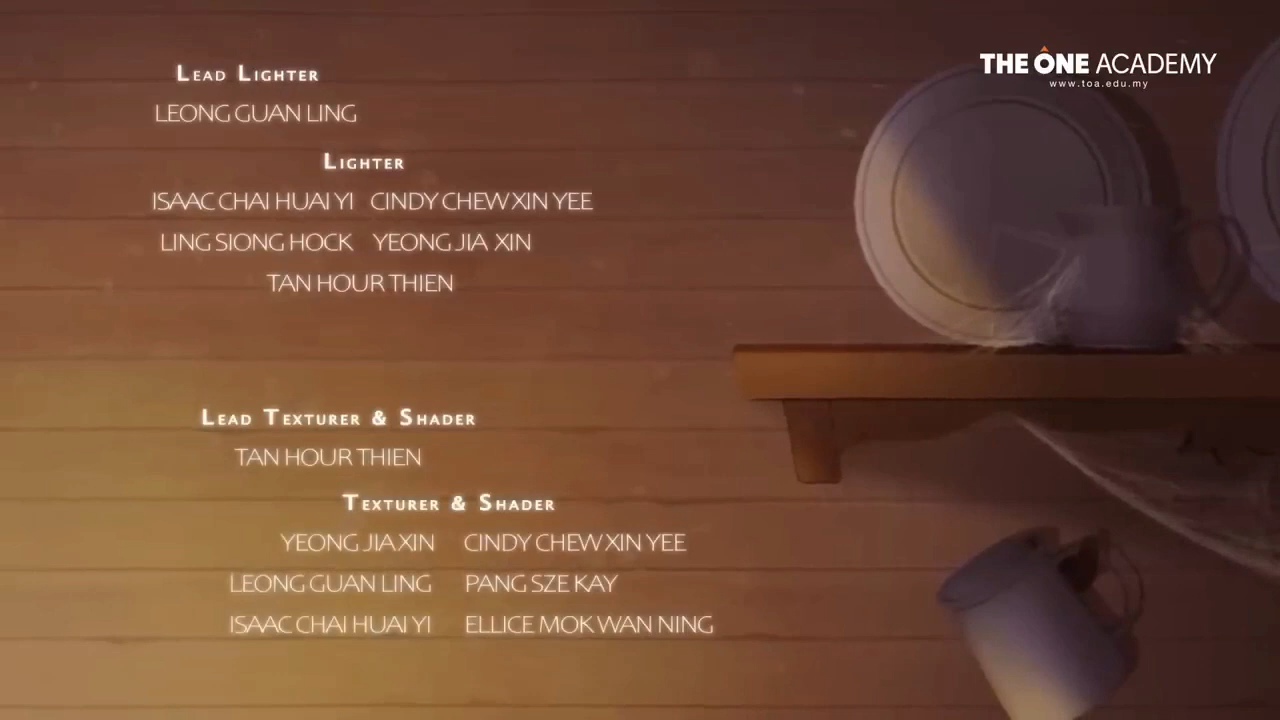 THE ONE ACADEMY
www.toa.edu.my
LEAD LIGHTER
LEONG GUAN LING
LIGHTER
ISAAC CHAI HUAI YI CINDY CHEW XIN YEE
LING SIONG HOCK YEONG JIA XIN
TAN HOUR THIEN
LEAD TEXTURER & SHADER
TAN HOUR THIEN
TEXTURER & SHADER
YEONG JIA XIN CINDY CHEW XIN YEE
LEONG GUAN LING PANG SZE KAY
ISAAC CHAI HUAI YI ELLICE MOK WAN NING